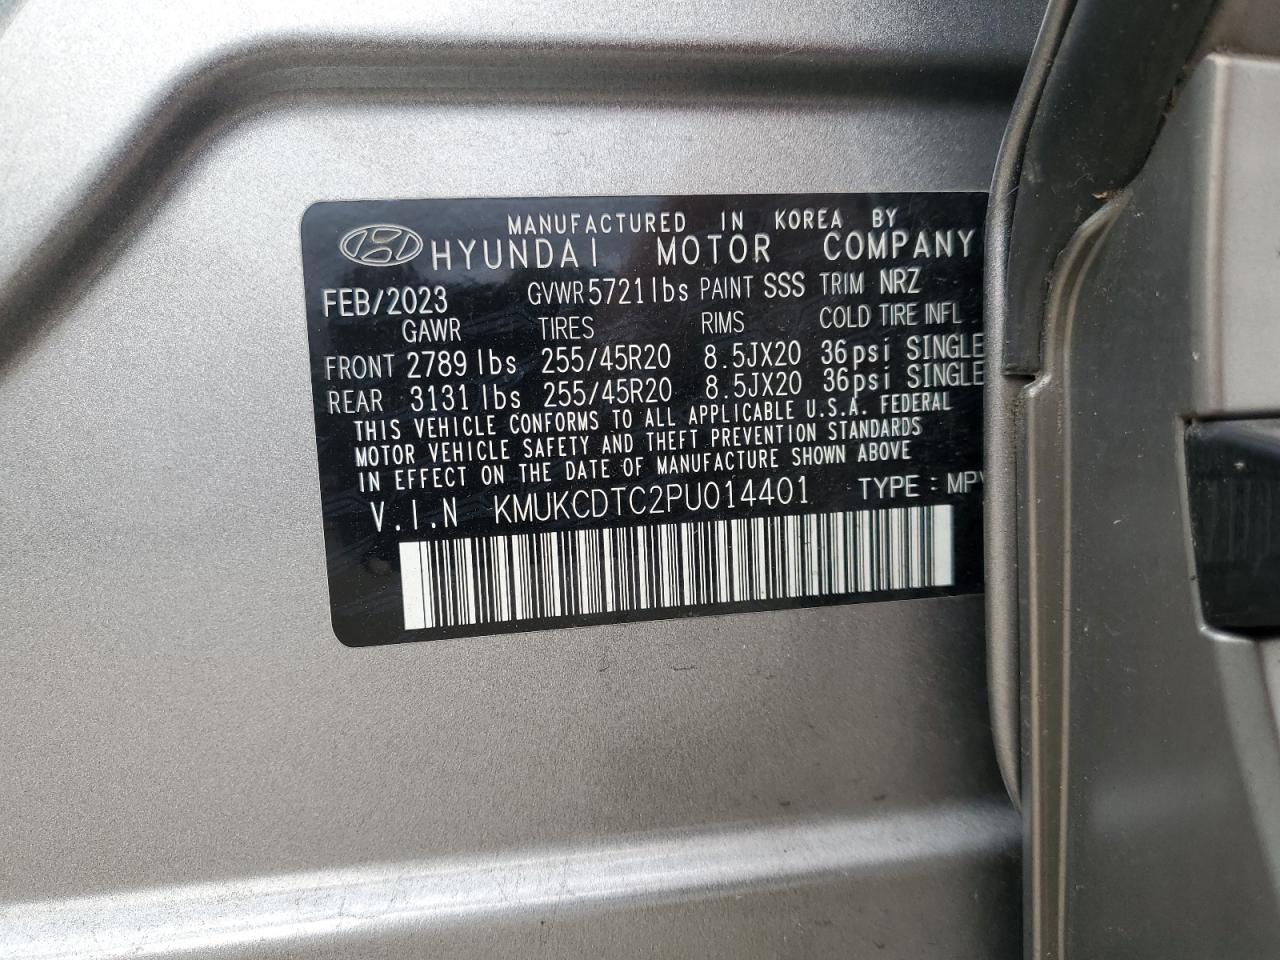 MANUFACTURED IN KOREA BY
HYUNDAI MOTOR COMPANY
FEB/2023 GVWR 5721 lbs PAINT SSS TRIM NRZ
GAWR TIRES RIMS COLD TIRE INFL
FRONT 2789 lbs 255/45R20 8.5JX20 36psi SINGLE
REAR 3131 lbs 255/45R20 8.5JX20 36psi SINGLE
THIS VEHICLE CONFORMS TO ALL APPLICABLE U.S.A. FEDERAL
MOTOR VEHICLE SAFETY AND THEFT PREVENTION STANDARDS
IN EFFECT ON THE DATE OF MANUFACTURE SHOWN ABOVE
V.I.N KMUKCDTC2PU014401 TYPE : MPV